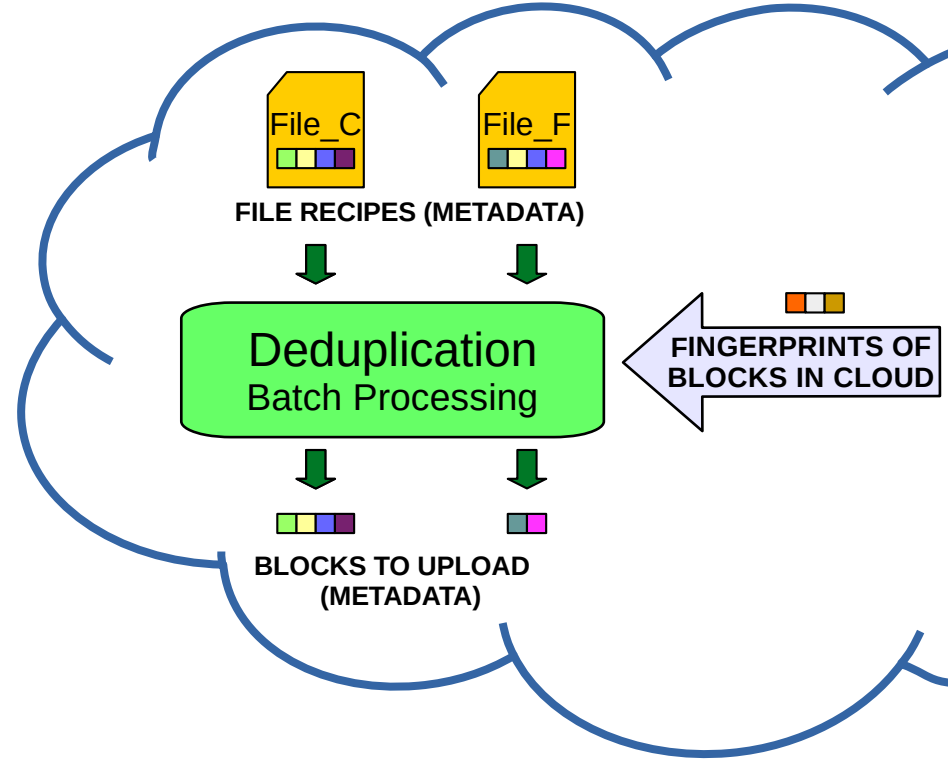 File_C
File_F
FILE RECIPES (METADATA)
Deduplication
Batch Processing
FINGERPRINTS OF
BLOCKS IN CLOUD
BLOCKS TO UPLOAD
(METADATA)